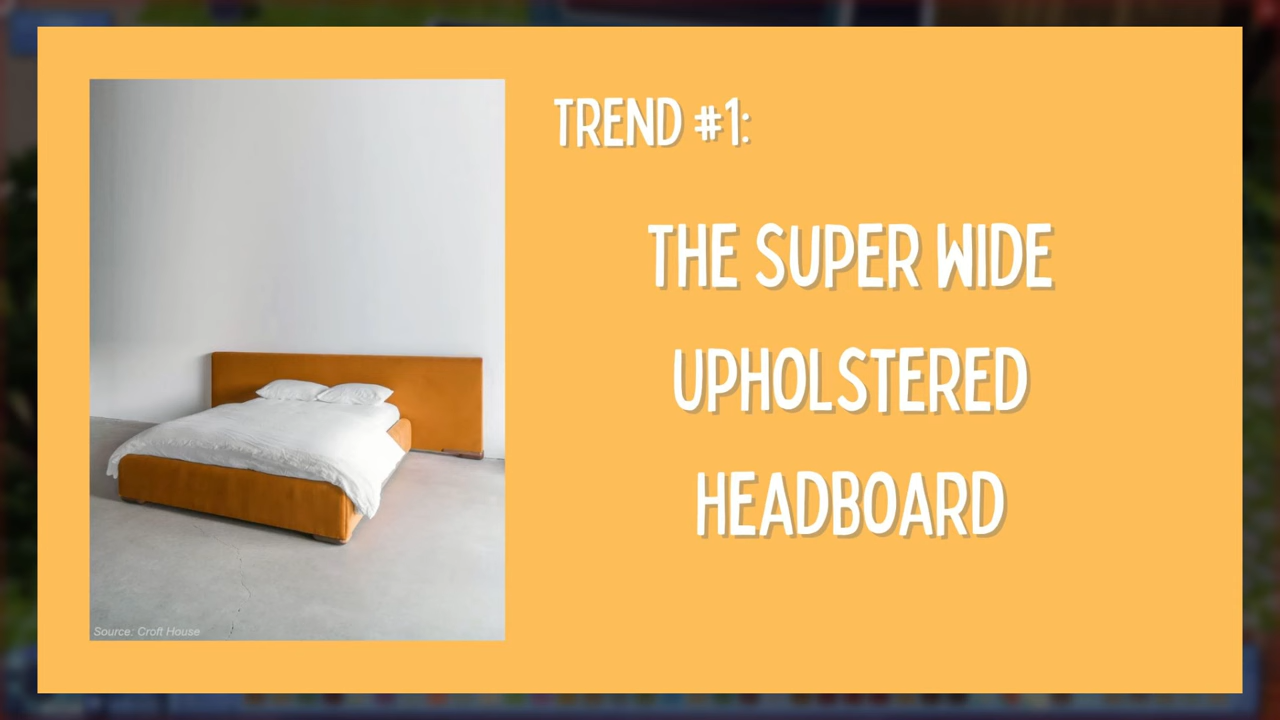 TREND #1:
THE SUPER WIDE
UPHOLSTERED
HEADBOARD
Source: Croft House